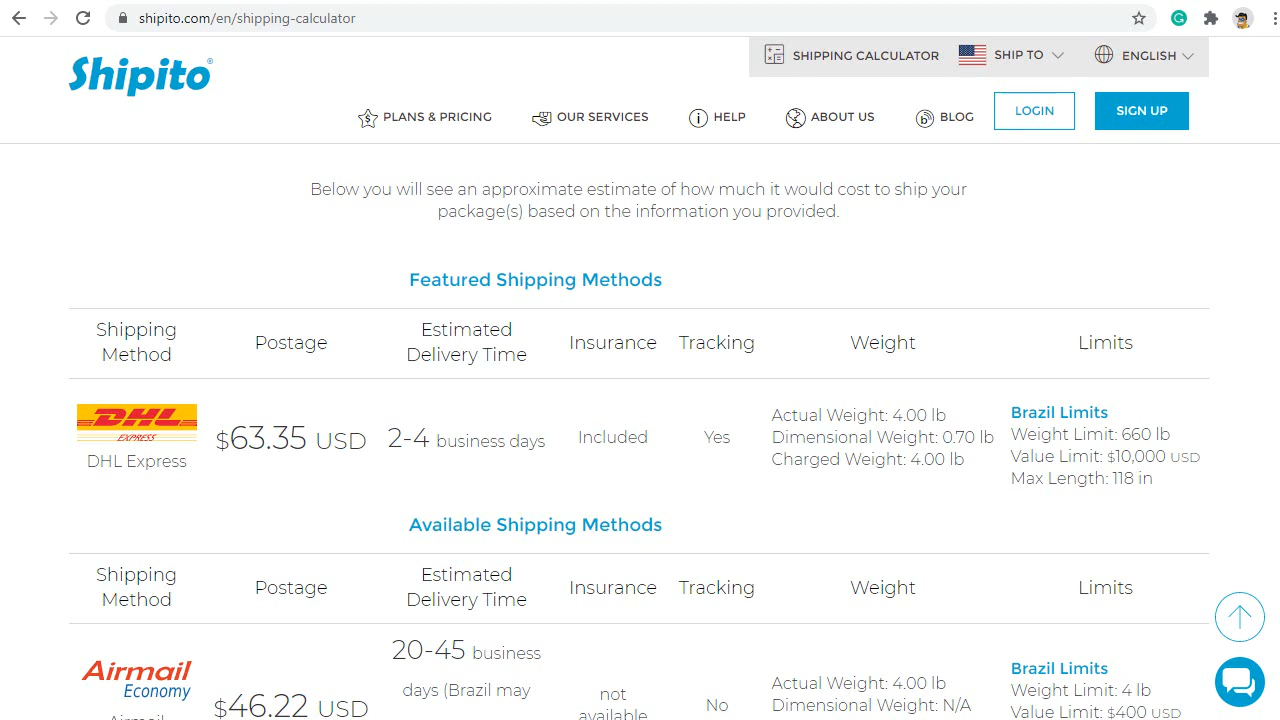 shipito.com/en/shipping-calculator
Shipito®
SHIPPING CALCULATOR
SHIP TO
ENGLISH
PLANS & PRICING
OUR SERVICES
HELP
ABOUT US
BLOG
LOGIN
SIGN UP
Below you will see an approximate estimate of how much it would cost to ship your
package(s) based on the information you provided.
Featured Shipping Methods
Shipping
Method
Postage
Estimated
Delivery Time
Insurance
Tracking
Weight
Limits
DHL
EXPRESS
DHL Express
$63.35 USD
2-4 business days
Included
Yes
Actual Weight: 4.00 lb
Dimensional Weight: 0.70 lb
Charged Weight: 4.00 lb
Brazil Limits
Weight Limit: 660 lb
Value Limit: $10,000 USD
Max Length: 118 in
Available Shipping Methods
Shipping
Method
Postage
Estimated
Delivery Time
Insurance
Tracking
Weight
Limits
Airmail
Economy
Airmail
$46.22 USD
20-45 business
days (Brazil may
not
available
No
Actual Weight: 4.00 lb
Dimensional Weight: N/A
Brazil Limits
Weight Limit: 4 lb
Value Limit: $400 USD